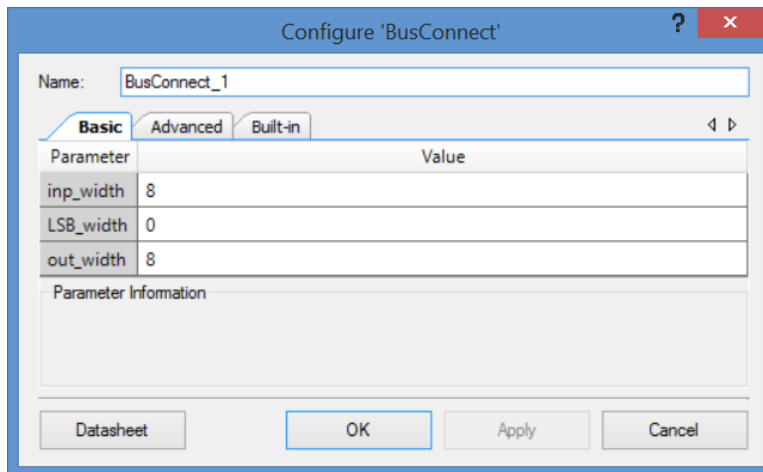 Configure 'BusConnect'
?
Name: BusConnect_1
Basic Advanced Built-in
Parameter Value
inp_width 8
LSB_width 0
out_width 8
Parameter Information
Datasheet OK Apply Cancel